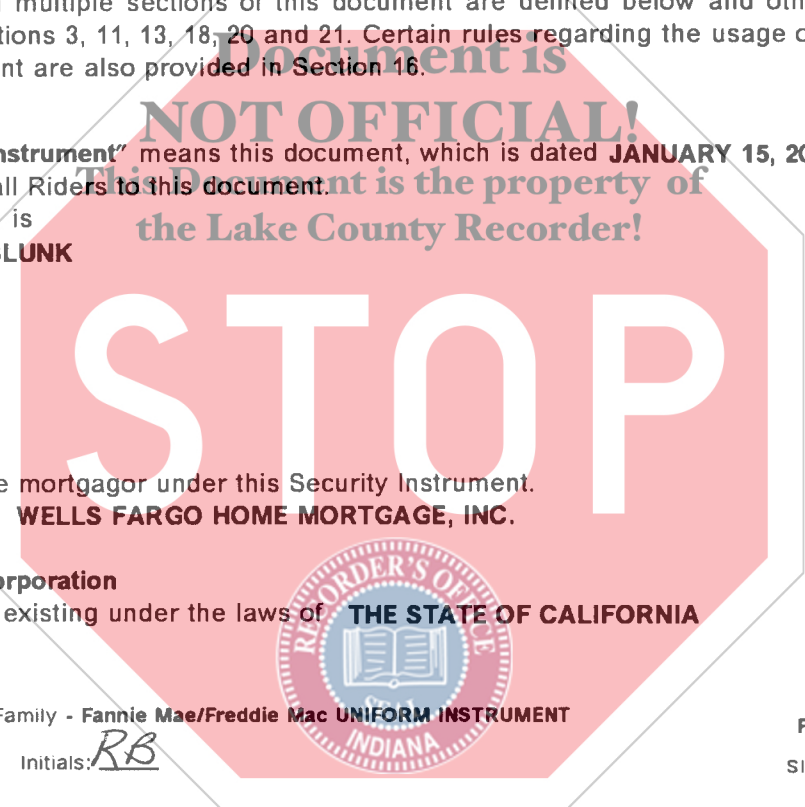 multiple sections of this document are defined below and
tions 3, 11, 13, 18, 20 and 21. Certain rules regarding the usage
nt are also provided in Section 16.
Document is
NOT OFFICIAL!
nstrument" means this document, which is dated JANUARY 15, 20
all Riders to this document.
This Document is the property of
is
the Lake County Recorder!
LUNK
STOP
e mortgagor under this Security Instrument.
WELLS FARGO HOME MORTGAGE, INC.
orporation
existing under the laws of THE STATE OF CALIFORNIA
RECORDER'S OFFICE
SEAL
INDIANA
Family - Fannie Mae/Freddie Mac UNIFORM INSTRUMENT
Initials: RB